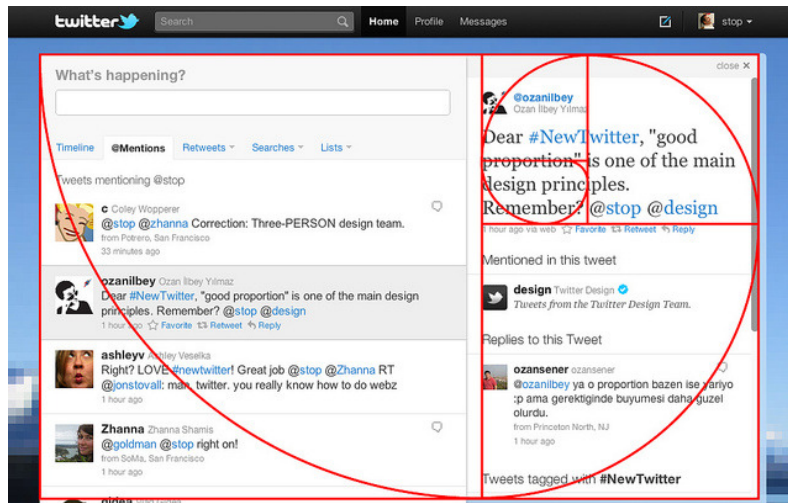 twitter Search Home Profile Messages stop
What's happening?
Timeline @Mentions Retweets Searches Lists
Tweets mentioning @stop
c Coley Wopperer
@stop @zhanna Correction: Three-PERSON design team.
from Potrero, San Francisco
33 minutes ago
ozanilbey Ozan İlbey Yılmaz
Dear #NewTwitter, "good proportion" is one of the main design
principles. Remember? @stop @design
1 hour ago Favorite Retweet Reply
ashleyv Ashley Veselka
Right? LOVE #newtwitter! Great job @stop @Zhanna RT
@jonstovall: man, twitter. you really know how to do webz
1 hour ago
Zhanna Zhanna Shamis
@goldman @stop right on!
from SoMa, San Francisco
1 hour ago
close X
@ozanilbey
Ozan İlbey Yılmaz
Dear #NewTwitter, "good
proportion" is one of the main
design principles.
Remember? @stop @design
1 hour ago via web Favorite Retweet Reply
Mentioned in this tweet
design Twitter Design
Tweets from the Twitter Design Team.
Replies to this Tweet
ozansener ozansener
@ozanilbey ya o proportion bazen ise yariyo
:p ama gerektiginde buyumesi daha guzel
olurdu.
from Princeton North, NJ
1 hour ago
Tweets tagged with #NewTwitter